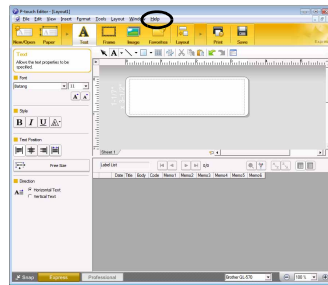 P-touch Editor - [Layout1]
File Edit View Insert Format Tools Layout Window Help
New/Open Paper Text Frame Image Favorites Layout Print Save
Text
Allows the text properties to be specified.
Font
Batang 11
A A
Style
B I U A
Text Position
Free Size
Direction
A Horizontal Text
Vertical Text
Sheet 1
Label List 0/0
Date Title Body Code Memo1 Memo2 Memo3 Memo4 Memo5 Memo6
Snap Express Professional Brother QL-570 100 %